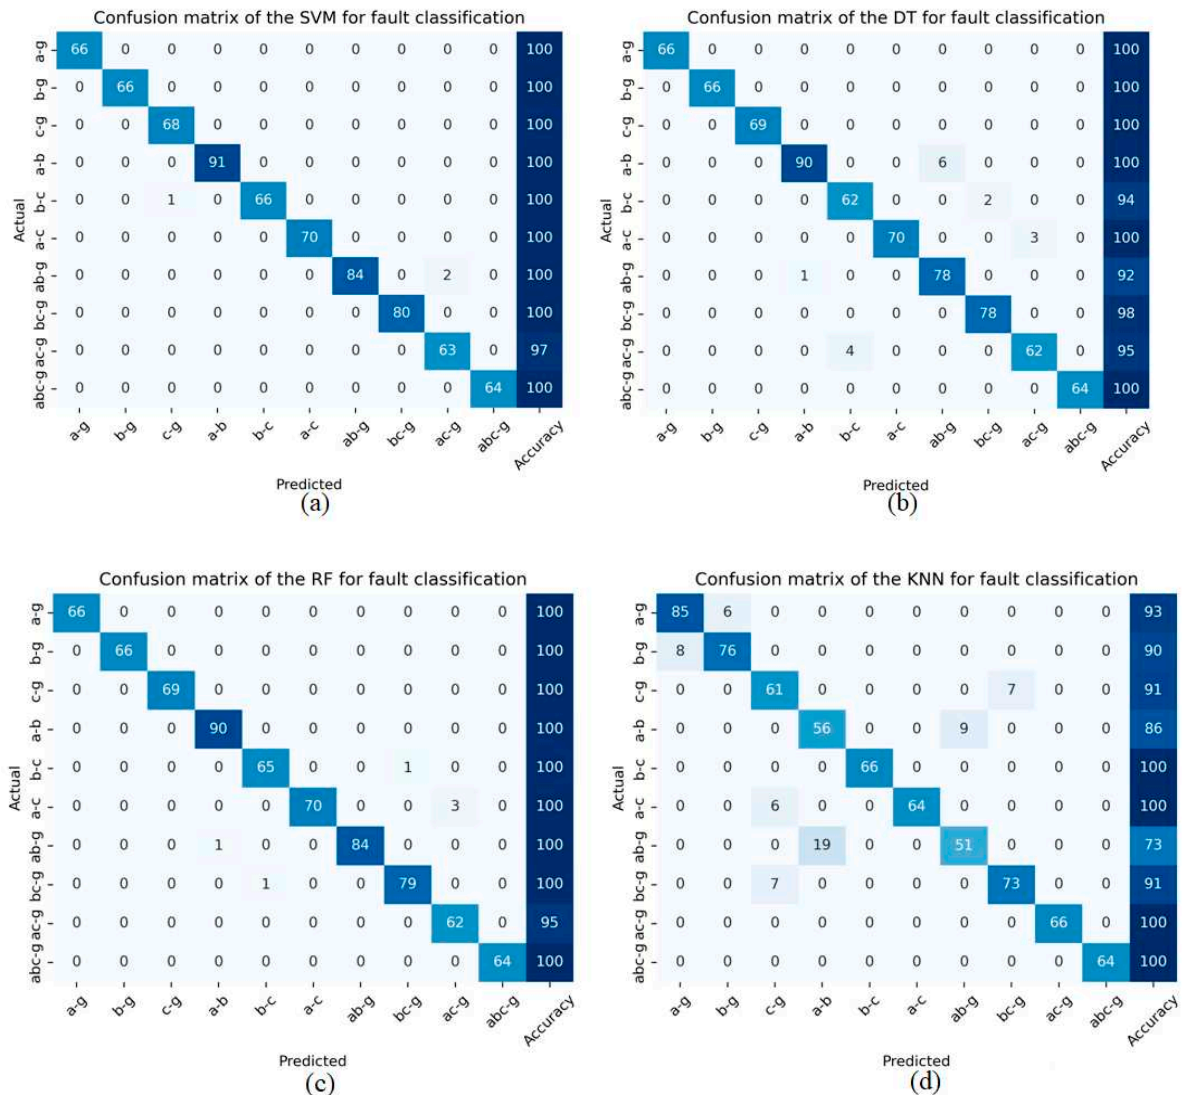 Confusion matrix of the SVM for fault classification
a-g 66 0 0 0 0 0 0 0 0 0 100
b-g 0 66 0 0 0 0 0 0 0 0 100
c-g 0 0 68 0 0 0 0 0 0 0 100
a-b 0 0 0 91 0 0 0 0 0 0 100
b-c 0 0 1 0 66 0 0 0 0 0 100
a-c 0 0 0 0 0 70 0 0 0 0 100
ab-g 0 0 0 0 0 0 84 0 2 0 100
bc-g 0 0 0 0 0 0 0 80 0 0 100
ac-g 0 0 0 0 0 0 0 0 63 0 97
abc-g 0 0 0 0 0 0 0 0 0 64 100
Actual
a-g b-g c-g a-b b-c a-c ab-g bc-g ac-g abc-g Accuracy
Predicted
(a)
Confusion matrix of the DT for fault classification
a-g 66 0 0 0 0 0 0 0 0 0 100
b-g 0 66 0 0 0 0 0 0 0 0 100
c-g 0 0 69 0 0 0 0 0 0 0 100
a-b 0 0 0 90 0 0 6 0 0 0 100
b-c 0 0 0 0 62 0 0 2 0 0 94
a-c 0 0 0 0 0 70 0 0 3 0 100
ab-g 0 0 0 1 0 0 78 0 0 0 92
bc-g 0 0 0 0 0 0 0 78 0 0 98
ac-g 0 0 0 0 4 0 0 0 62 0 95
abc-g 0 0 0 0 0 0 0 0 0 64 100
Actual
a-g b-g c-g a-b b-c a-c ab-g bc-g ac-g abc-g Accuracy
Predicted
(b)
Confusion matrix of the RF for fault classification
a-g 66 0 0 0 0 0 0 0 0 0 100
b-g 0 66 0 0 0 0 0 0 0 0 100
c-g 0 0 69 0 0 0 0 0 0 0 100
a-b 0 0 0 90 0 0 0 0 0 0 100
b-c 0 0 0 0 65 0 0 1 0 0 100
a-c 0 0 0 0 0 70 0 0 3 0 100
ab-g 0 0 0 1 0 0 84 0 0 0 100
bc-g 0 0 0 0 1 0 0 79 0 0 100
ac-g 0 0 0 0 0 0 0 0 62 0 95
abc-g 0 0 0 0 0 0 0 0 0 64 100
Actual
a-g b-g c-g a-b b-c a-c ab-g bc-g ac-g abc-g Accuracy
Predicted
(c)
Confusion matrix of the KNN for fault classification
a-g 85 6 0 0 0 0 0 0 0 0 93
b-g 8 76 0 0 0 0 0 0 0 0 90
c-g 0 0 61 0 0 0 0 7 0 0 91
a-b 0 0 0 56 0 0 9 0 0 0 86
b-c 0 0 0 0 66 0 0 0 0 0 100
a-c 0 0 6 0 0 64 0 0 0 0 100
ab-g 0 0 0 19 0 0 51 0 0 0 73
bc-g 0 0 7 0 0 0 0 73 0 0 91
ac-g 0 0 0 0 0 0 0 0 66 0 100
abc-g 0 0 0 0 0 0 0 0 0 64 100
Actual
a-g b-g c-g a-b b-c a-c ab-g bc-g ac-g abc-g Accuracy
Predicted
(d)